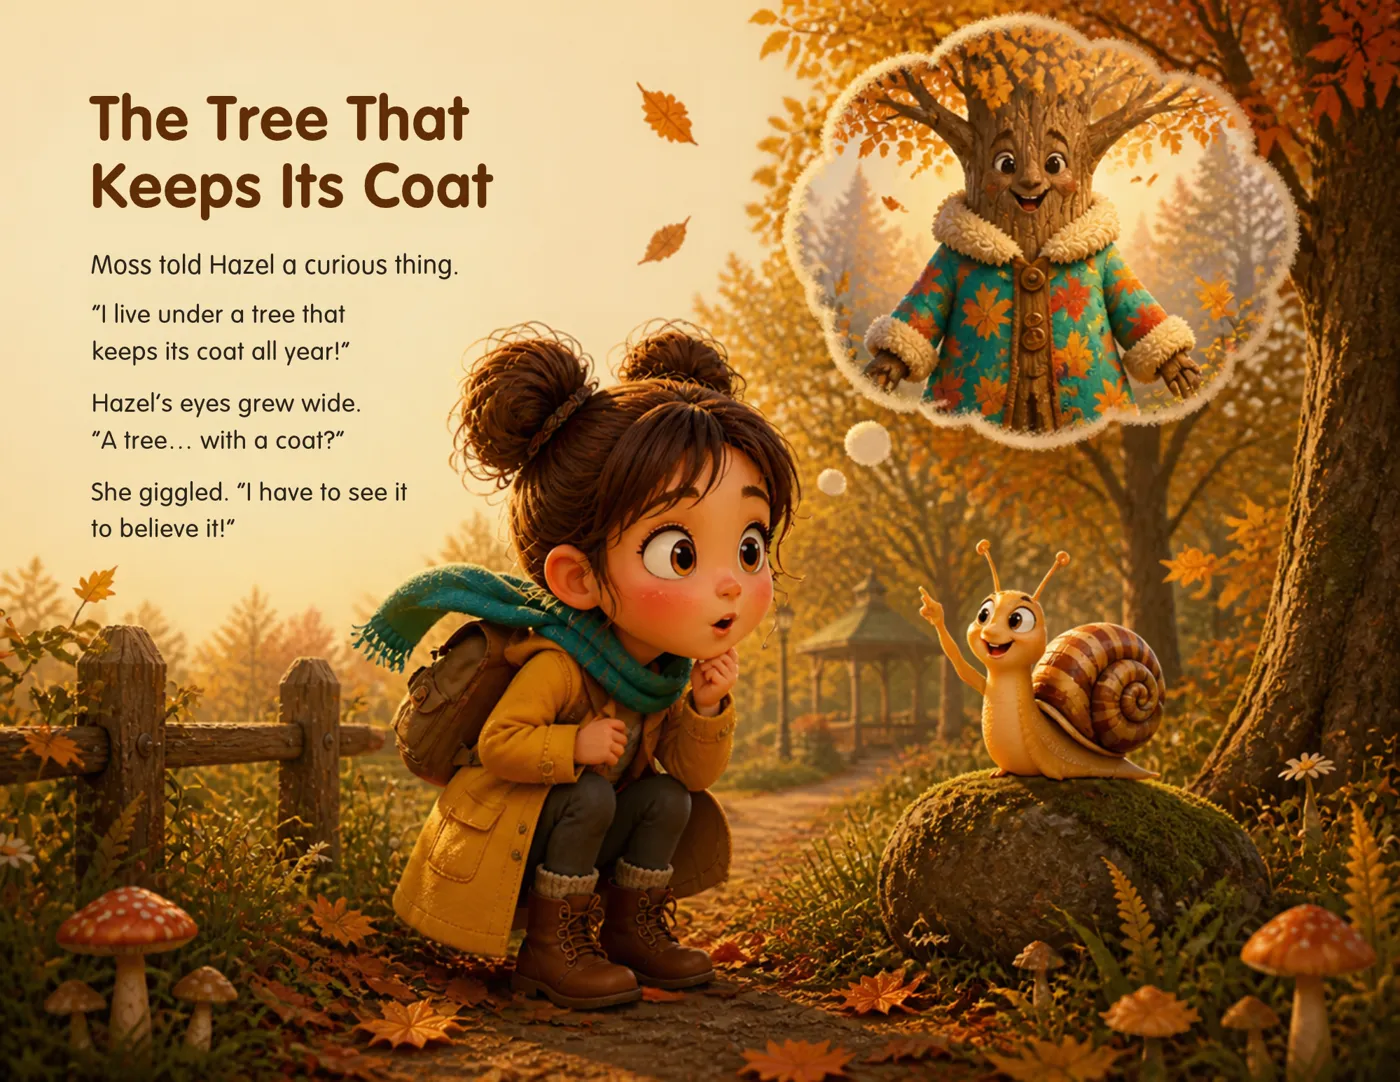 The Tree That
Keeps Its Coat
Moss told Hazel a curious thing.
“I live under a tree that
keeps its coat all year!”
Hazel’s eyes grew wide.
“A tree… with a coat?”
She giggled. “I have to see it
to believe it!”